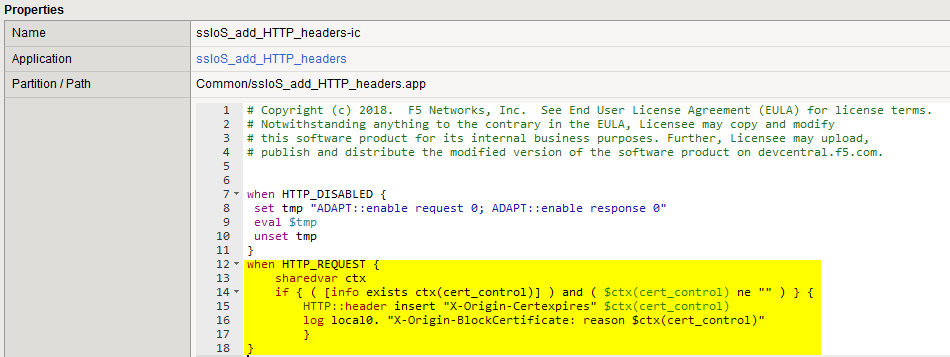 Properties
Name ssIoS_add_HTTP_headers-ic
Application ssIoS_add_HTTP_headers
Partition / Path Common/ssIoS_add_HTTP_headers.app
1 # Copyright (c) 2018.  F5 Networks, Inc.  See End User License Agreement (EULA) for license terms.
2 # Notwithstanding anything to the contrary in the EULA, Licensee may copy and modify
3 # this software product for its internal business purposes. Further, Licensee may upload,
4 # publish and distribute the modified version of the software product on devcentral.f5.com.
5
6
7 when HTTP_DISABLED {
8  set tmp "ADAPT::enable request 0; ADAPT::enable response 0"
9  eval $tmp
10  unset tmp
11 }
12 when HTTP_REQUEST {
13     sharedvar ctx
14     if { ( [info exists ctx(cert_control)] ) and ( $ctx(cert_control) ne "" ) } {
15         HTTP::header insert "X-Origin-Certexpires" $ctx(cert_control)
16         log local0. "X-Origin-BlockCertificate: reason $ctx(cert_control)"
17         }
18 }